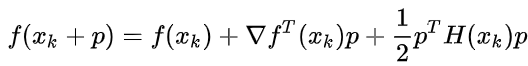 f(x_k + p) = f(x_k) + ∇f^T(x_k)p + \frac{1}{2}p^T H(x_k)p